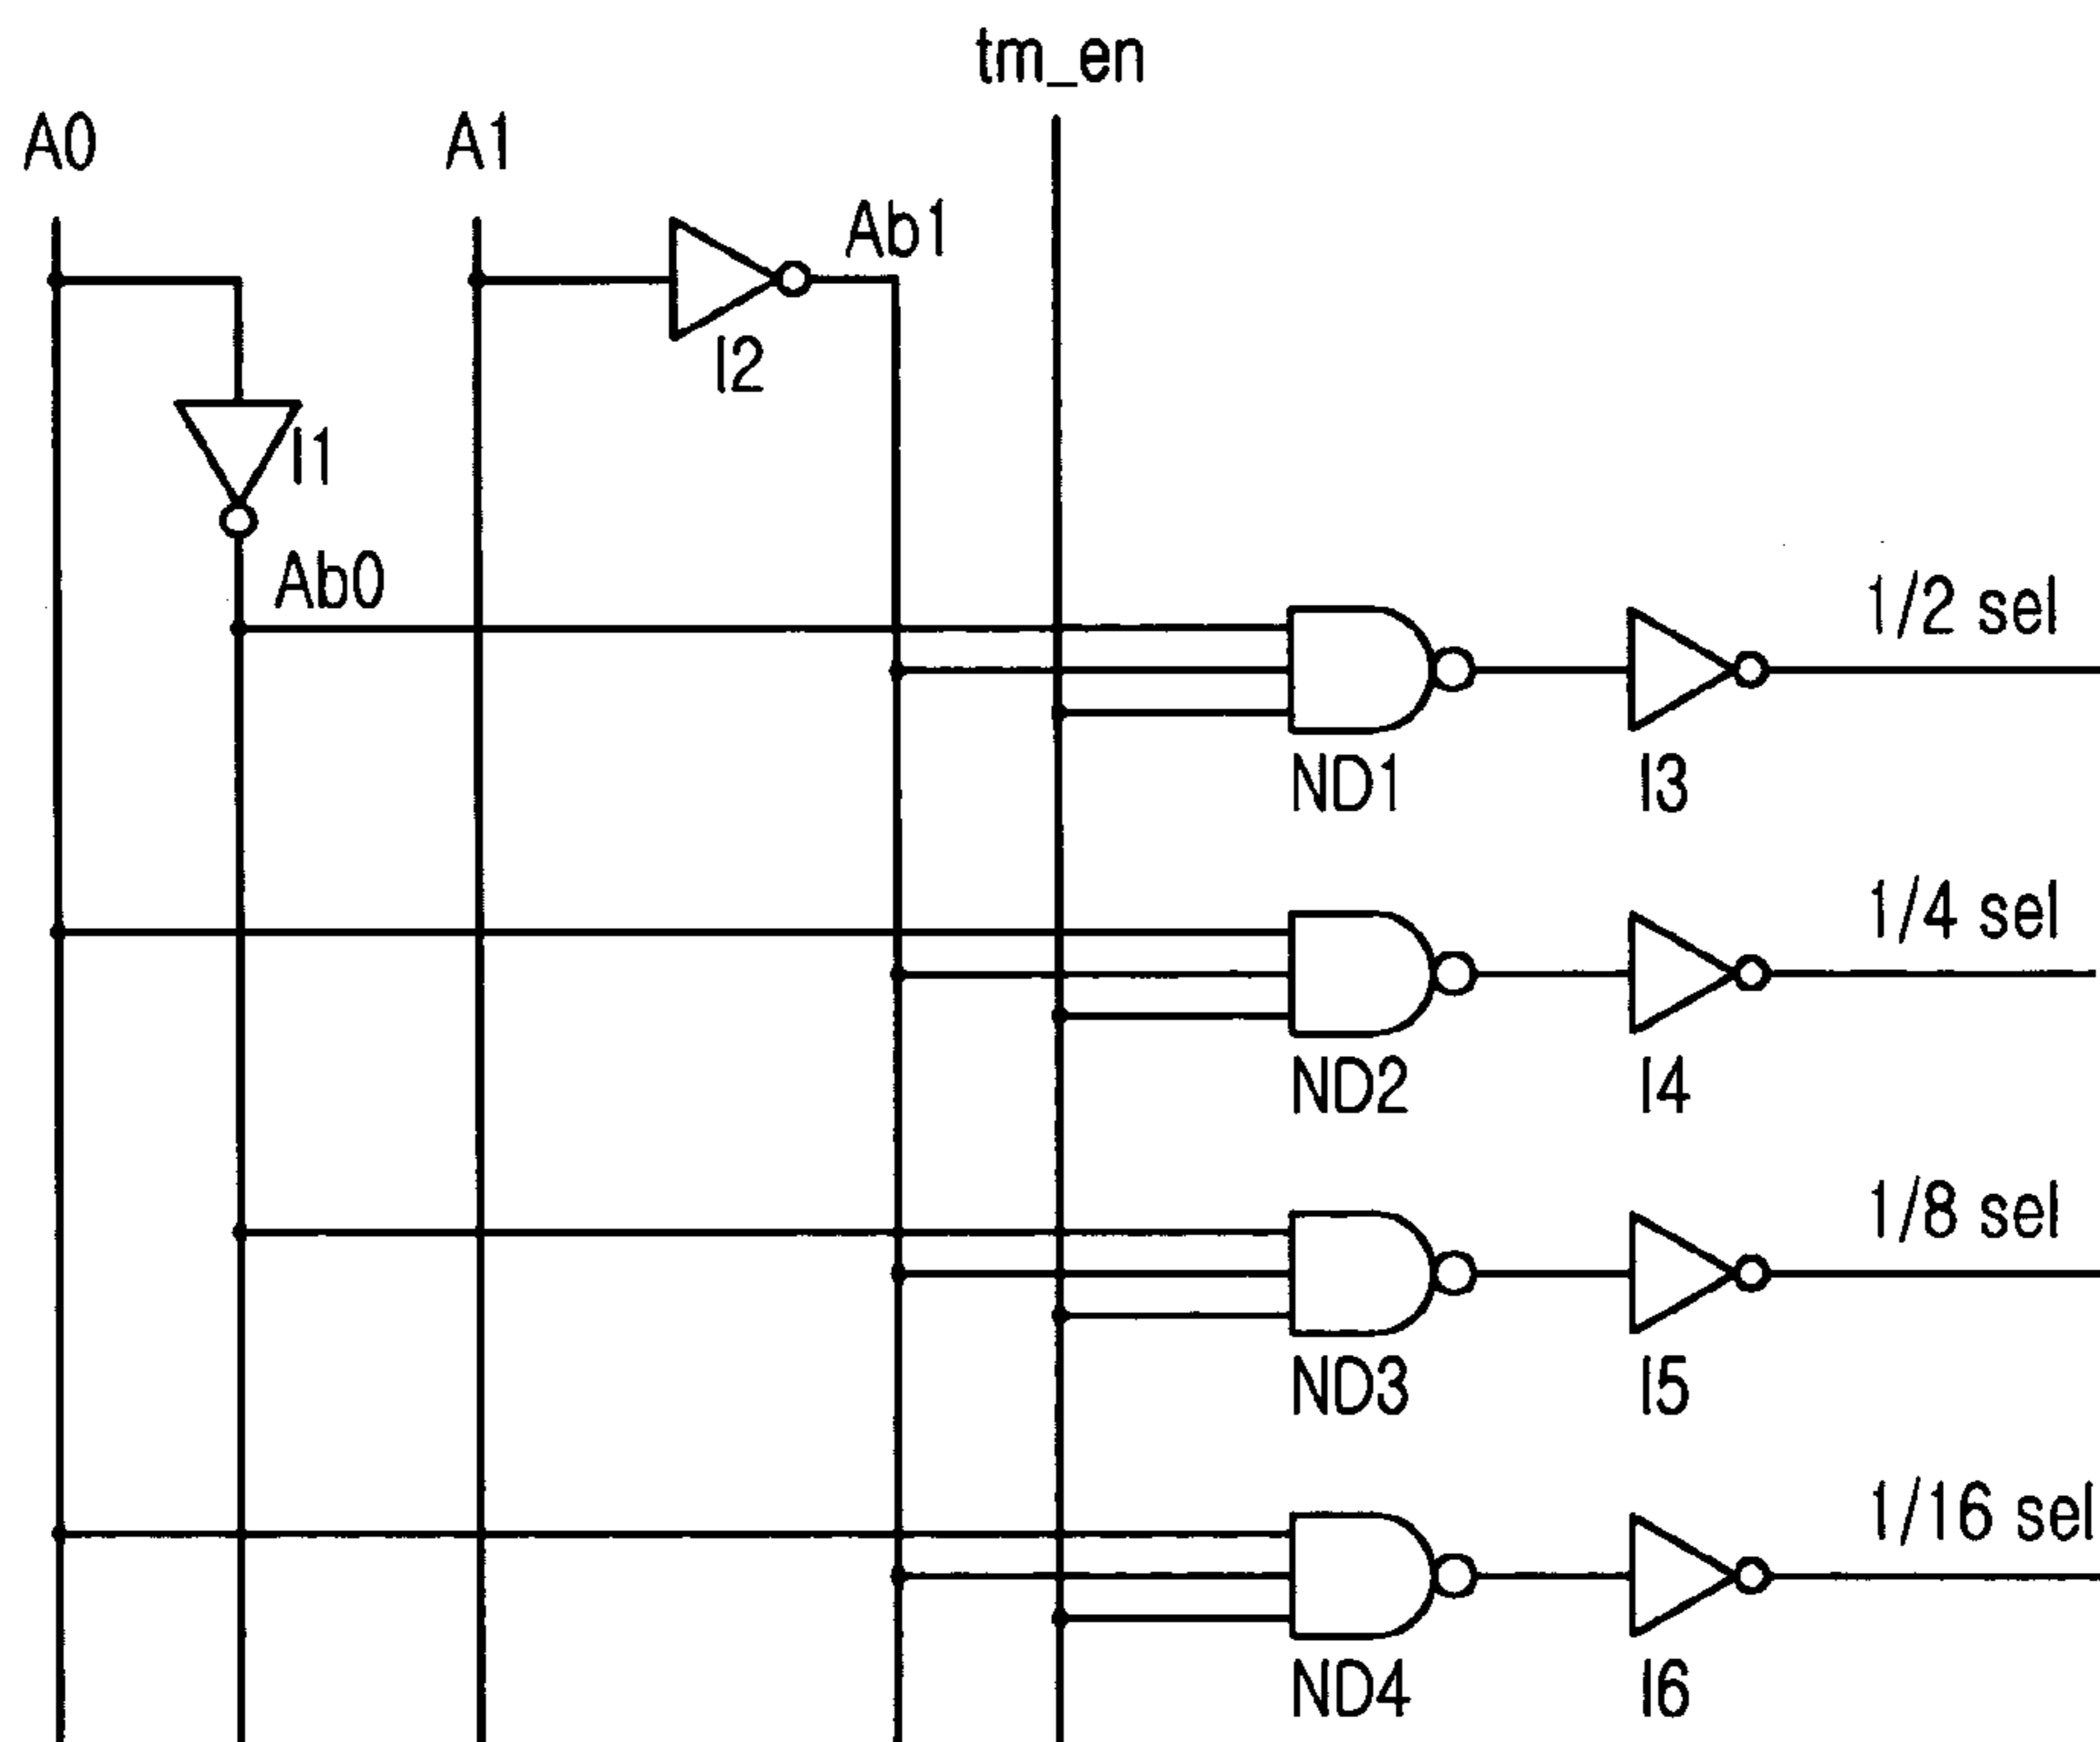 tm_en
A0
A1
Ab1
I2
I1
Ab0
1/2 sel
ND1
I3
1/4 sel
ND2
I4
1/8 sel
ND3
I5
1/16 sel
ND4
I6